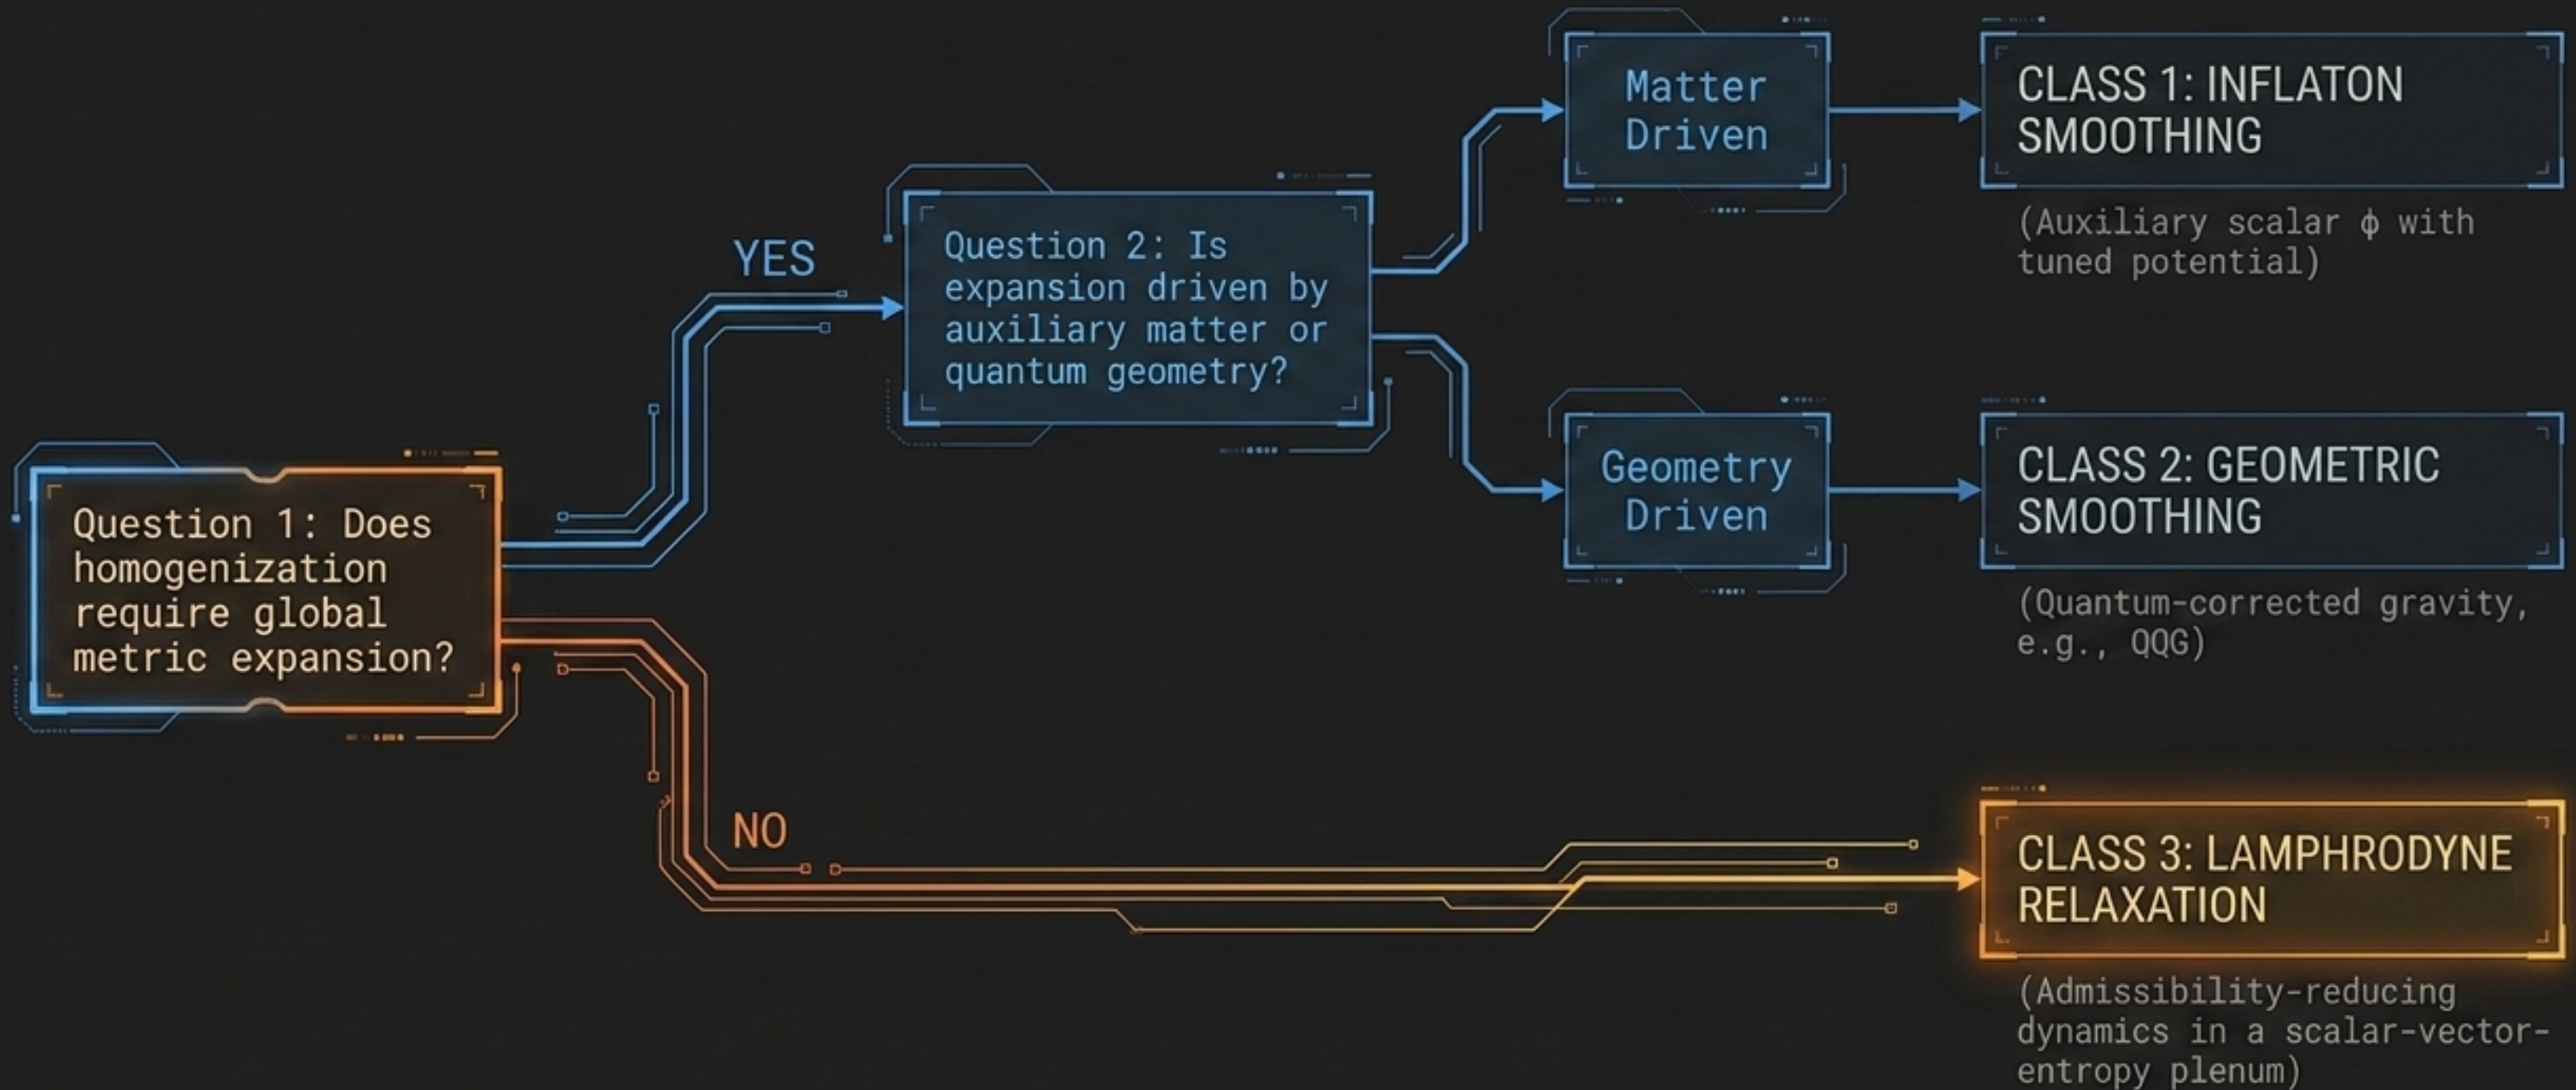 Question 1: Does
homogenization
require global
metric expansion?
YES
Question 2: Is
expansion driven by
auxiliary matter or
quantum geometry?
Matter
Driven
CLASS 1: INFLATON
SMOOTHING
(Auxiliary scalar ϕ with
tuned potential)
Geometry
Driven
CLASS 2: GEOMETRIC
SMOOTHING
(Quantum-corrected gravity,
e.g., QQG)
NO
CLASS 3: LAMPHRODYNE
RELAXATION
(Admissibility-reducing
dynamics in a scalar-vector-
entropy plenum)